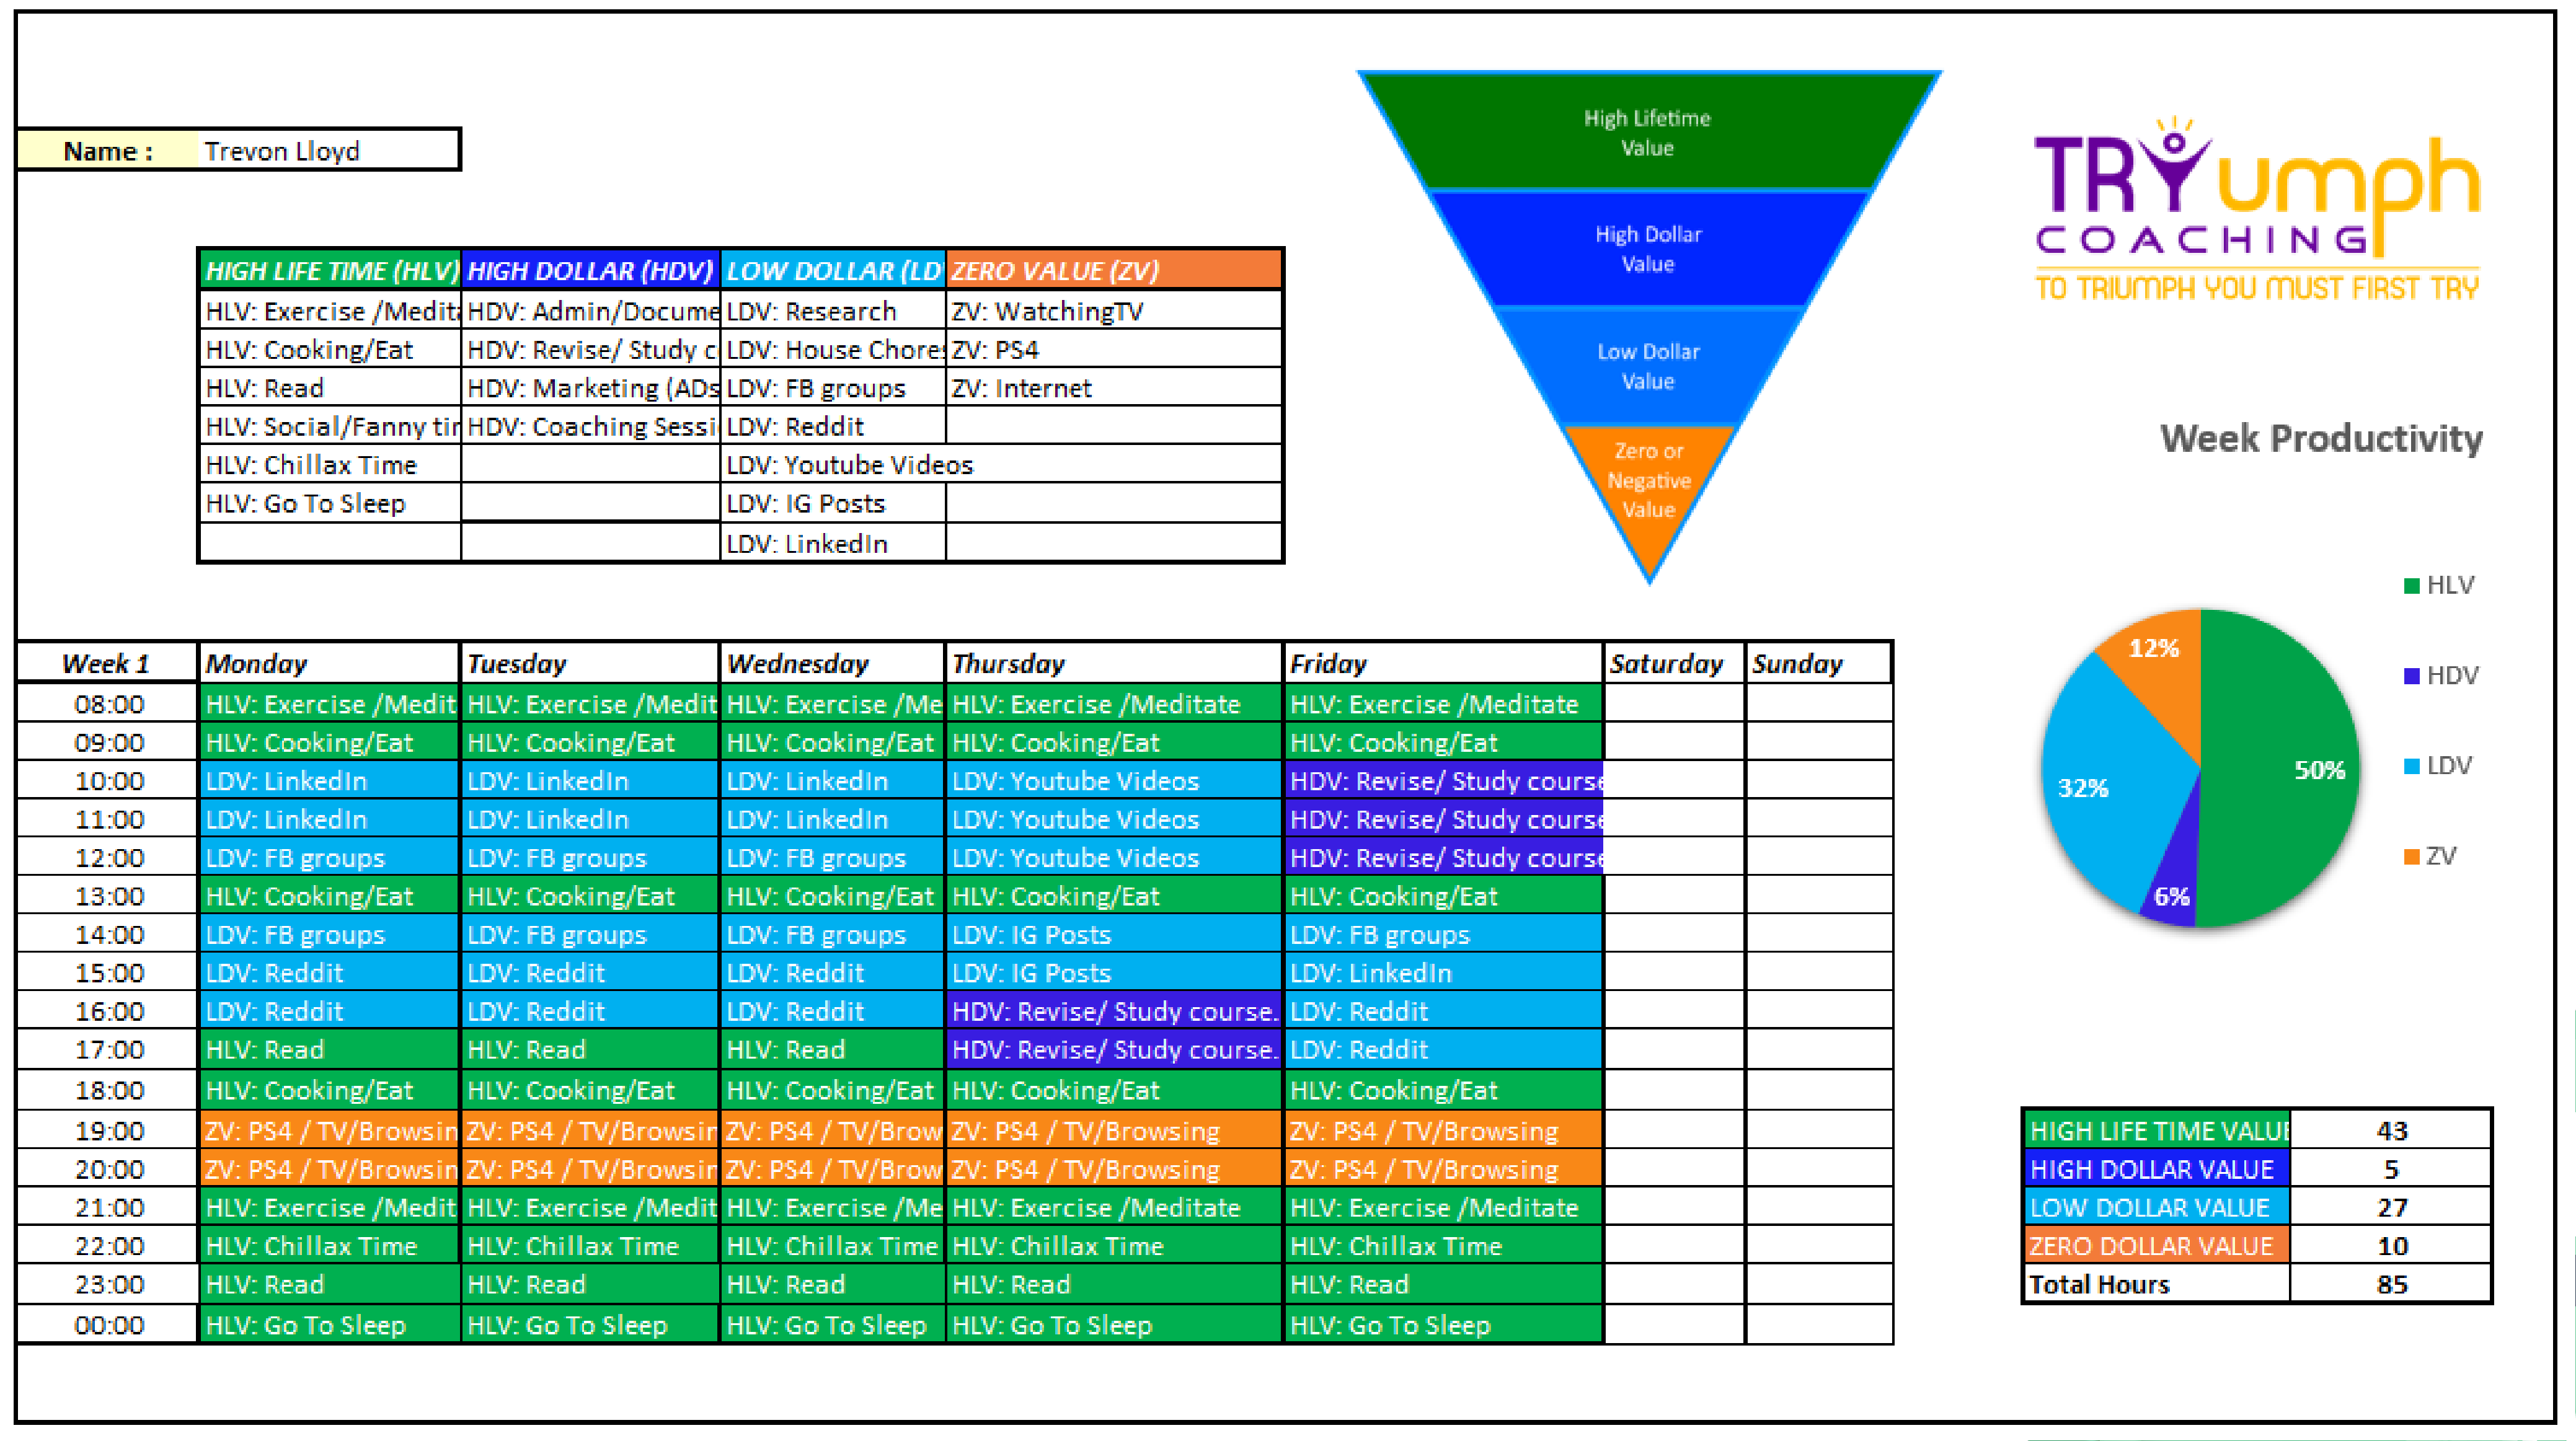 Name :
Trevon Lloyd
HIGH LIFE TIME (HLV) HIGH DOLLAR (HDV) LOW DOLLAR (LD ZERO VALUE (ZV)
HLV: Exercise /Medit HDV: Admin/Docume LDV: Research ZV: WatchingTV
HLV: Cooking/Eat HDV: Revise/ Study c LDV: House Chore ZV: PS4
HLV: Read HDV: Marketing (ADs LDV: FB groups ZV: Internet
HLV: Social/Fanny ti HDV: Coaching Sessi LDV: Reddit
HLV: Chillax Time LDV: Youtube Videos
HLV: Go To Sleep LDV: IG Posts
LDV: LinkedIn
High Lifetime
Value
High Dollar
Value
Low Dollar
Value
Zero or
Negative
Value
TRYumph
COACHING
TO TRIUMPH YOU MUST FIRST TRY
Week Productivity
HLV
HDV
LDV
ZV
12%
50%
32%
6%
Week 1 Monday Tuesday Wednesday Thursday Friday Saturday Sunday
08:00 HLV: Exercise /Medit HLV: Exercise /Medit HLV: Exercise /Me HLV: Exercise /Meditate HLV: Exercise /Meditate
09:00 HLV: Cooking/Eat HLV: Cooking/Eat HLV: Cooking/Eat HLV: Cooking/Eat HLV: Cooking/Eat
10:00 LDV: LinkedIn LDV: LinkedIn LDV: LinkedIn LDV: Youtube Videos HDV: Revise/ Study course
11:00 LDV: LinkedIn LDV: LinkedIn LDV: LinkedIn LDV: Youtube Videos HDV: Revise/ Study course
12:00 LDV: FB groups LDV: FB groups LDV: FB groups LDV: Youtube Videos HDV: Revise/ Study course
13:00 HLV: Cooking/Eat HLV: Cooking/Eat HLV: Cooking/Eat HLV: Cooking/Eat HLV: Cooking/Eat
14:00 LDV: FB groups LDV: FB groups LDV: FB groups LDV: IG Posts LDV: FB groups
15:00 LDV: Reddit LDV: Reddit LDV: Reddit LDV: IG Posts LDV: LinkedIn
16:00 LDV: Reddit LDV: Reddit LDV: Reddit HDV: Revise/ Study course. LDV: Reddit
17:00 HLV: Read HLV: Read HLV: Read HDV: Revise/ Study course. LDV: Reddit
18:00 HLV: Cooking/Eat HLV: Cooking/Eat HLV: Cooking/Eat HLV: Cooking/Eat HLV: Cooking/Eat
19:00 ZV: PS4 / TV/Browsin ZV: PS4 / TV/Browsir ZV: PS4 / TV/Brow ZV: PS4 / TV/Browsing ZV: PS4 / TV/Browsing
20:00 ZV: PS4 / TV/Browsin ZV: PS4 / TV/Browsir ZV: PS4 / TV/Brow ZV: PS4 / TV/Browsing ZV: PS4 / TV/Browsing
21:00 HLV: Exercise /Medit HLV: Exercise /Medit HLV: Exercise /Me HLV: Exercise /Meditate HLV: Exercise /Meditate
22:00 HLV: Chillax Time HLV: Chillax Time HLV: Chillax Time HLV: Chillax Time HLV: Chillax Time
23:00 HLV: Read HLV: Read HLV: Read HLV: Read HLV: Read
00:00 HLV: Go To Sleep HLV: Go To Sleep HLV: Go To Sleep HLV: Go To Sleep HLV: Go To Sleep
HIGH LIFE TIME VALUE 43
HIGH DOLLAR VALUE 5
LOW DOLLAR VALUE 27
ZERO DOLLAR VALUE 10
Total Hours 85